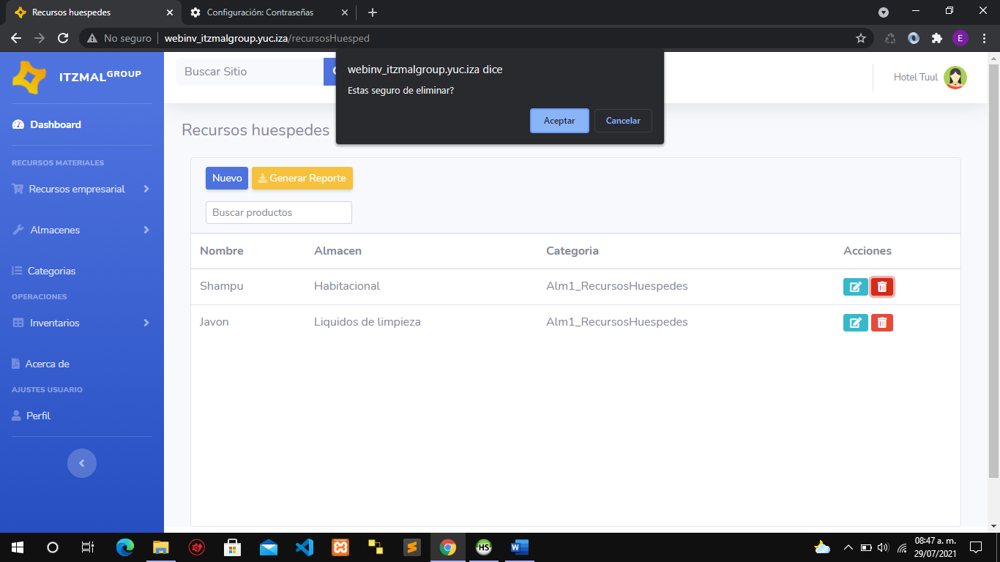 Recursos huespedes
Configuración: Contraseñas
No seguro
webinv_itzmalgroup.yuc.iza/recursosHuesped
E
ITZMAL GROUP
Buscar Sitio
webinv_itzmalgroup.yuc.iza dice
Estas seguro de eliminar?
Aceptar
Cancelar
Hotel Tuul
Dashboard
RECURSOS MATERIALES
Recursos empresarial
Almacenes
Categorias
OPERACIONES
Inventarios
Acerca de
AJUSTES USUARIO
Perfil
Recursos huespedes
Nuevo
Generar Reporte
Buscar productos
Nombre Almacen Categoria Acciones
Shampu Habitacional Alm1_RecursosHuespedes
Javon Liquidos de limpieza Alm1_RecursosHuespedes
HS
W
08:47 a. m.
29/07/2021